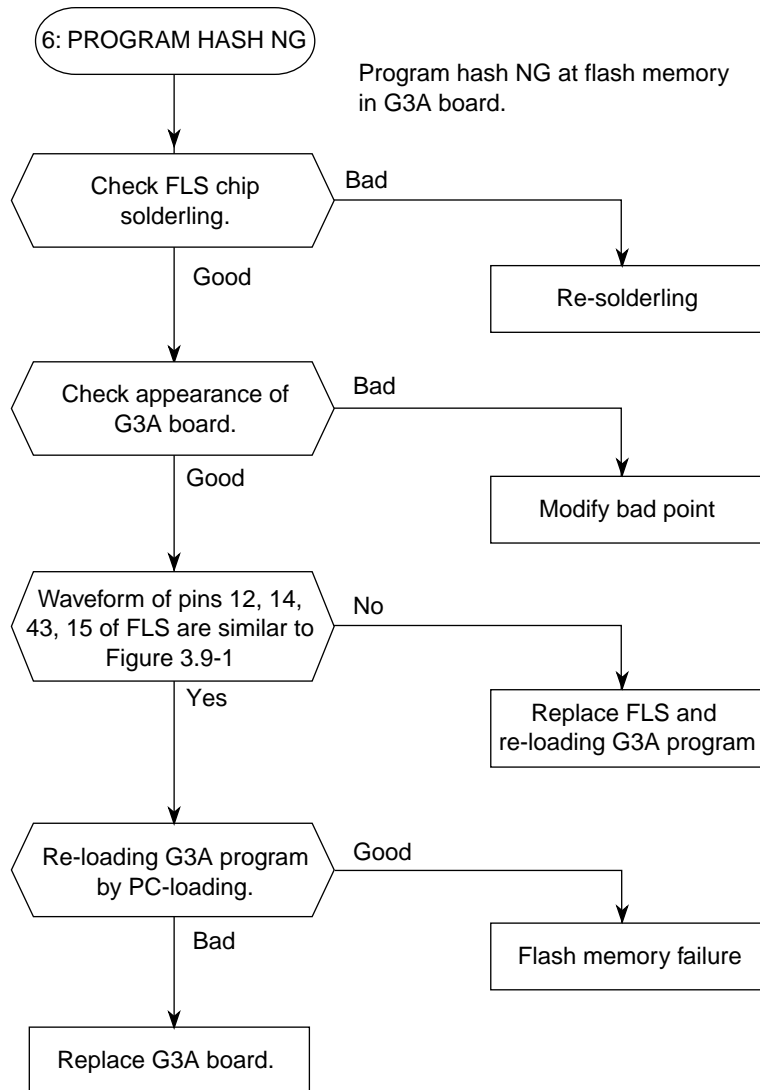 6: PROGRAM HASH NG
Program hash NG at flash memory
in G3A board.
Check FLS chip
solderling.
Bad
Good
Re-solderling
Check appearance of
G3A board.
Bad
Good
Modify bad point
Waveform of pins 12, 14,
43, 15 of FLS are similar to
Figure 3.9-1
No
Yes
Replace FLS and
re-loading G3A program
Re-loading G3A program
by PC-loading.
Good
Bad
Flash memory failure
Replace G3A board.